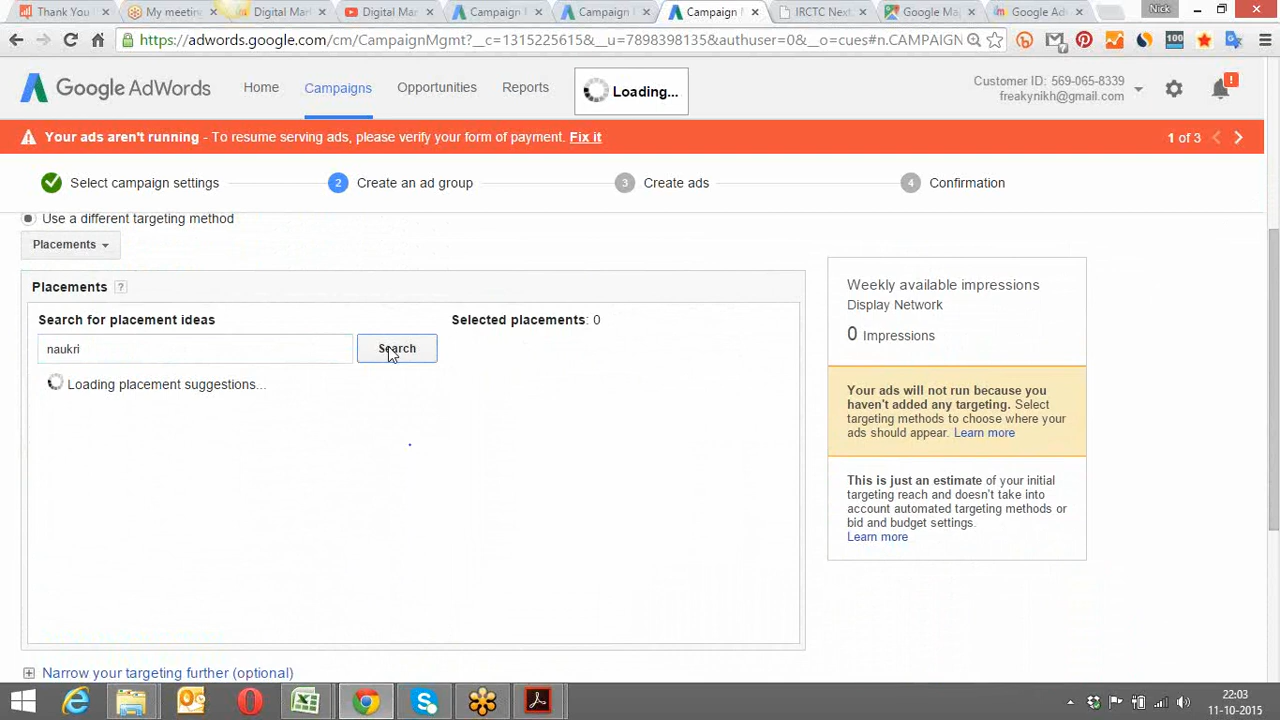 Thank You
My meetin
Digital Mar
Digital Mar
Campaign
Campaign
Campaign
IRCTC Next
Google Ma
Google Ad
Nick
https://adwords.google.com/cm/CampaignMgmt?__c=1315225615&__u=7898398135&authuser=0&__o=cues#n.CAMPAIGN
Google AdWords
Home
Campaigns
Opportunities
Reports
Loading...
Customer ID: 569-065-8339
freakynikh@gmail.com
Your ads aren't running - To resume serving ads, please verify your form of payment. Fix it
1 of 3
Select campaign settings
2 Create an ad group
3 Create ads
4 Confirmation
Use a different targeting method
Placements
Placements ?
Search for placement ideas
Selected placements: 0
naukri
Search
Loading placement suggestions...
Weekly available impressions
Display Network
0 Impressions
Your ads will not run because you
haven't added any targeting. Select
targeting methods to choose where your
ads should appear. Learn more
This is just an estimate of your initial
targeting reach and doesn't take into
account automated targeting methods or
bid and budget settings.
Learn more
Narrow your targeting further (optional)
22:03
11-10-2015